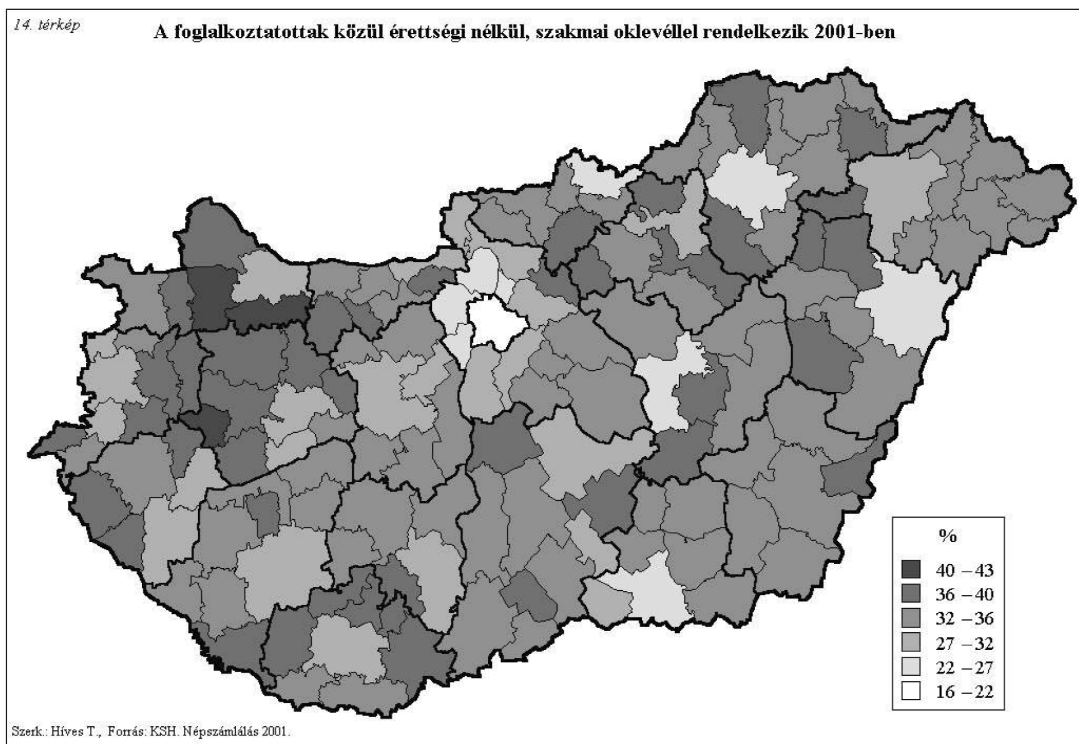 14. térkép
A foglalkoztatottak közül érettségi nélkül, szakmai oklevéllel rendelkezik 2001-ben
%
40 – 43
36 – 40
32 – 36
27 – 32
22 – 27
16 – 22
Szerk.: Híves T., Forrás: KSH. Népszámlálás 2001.